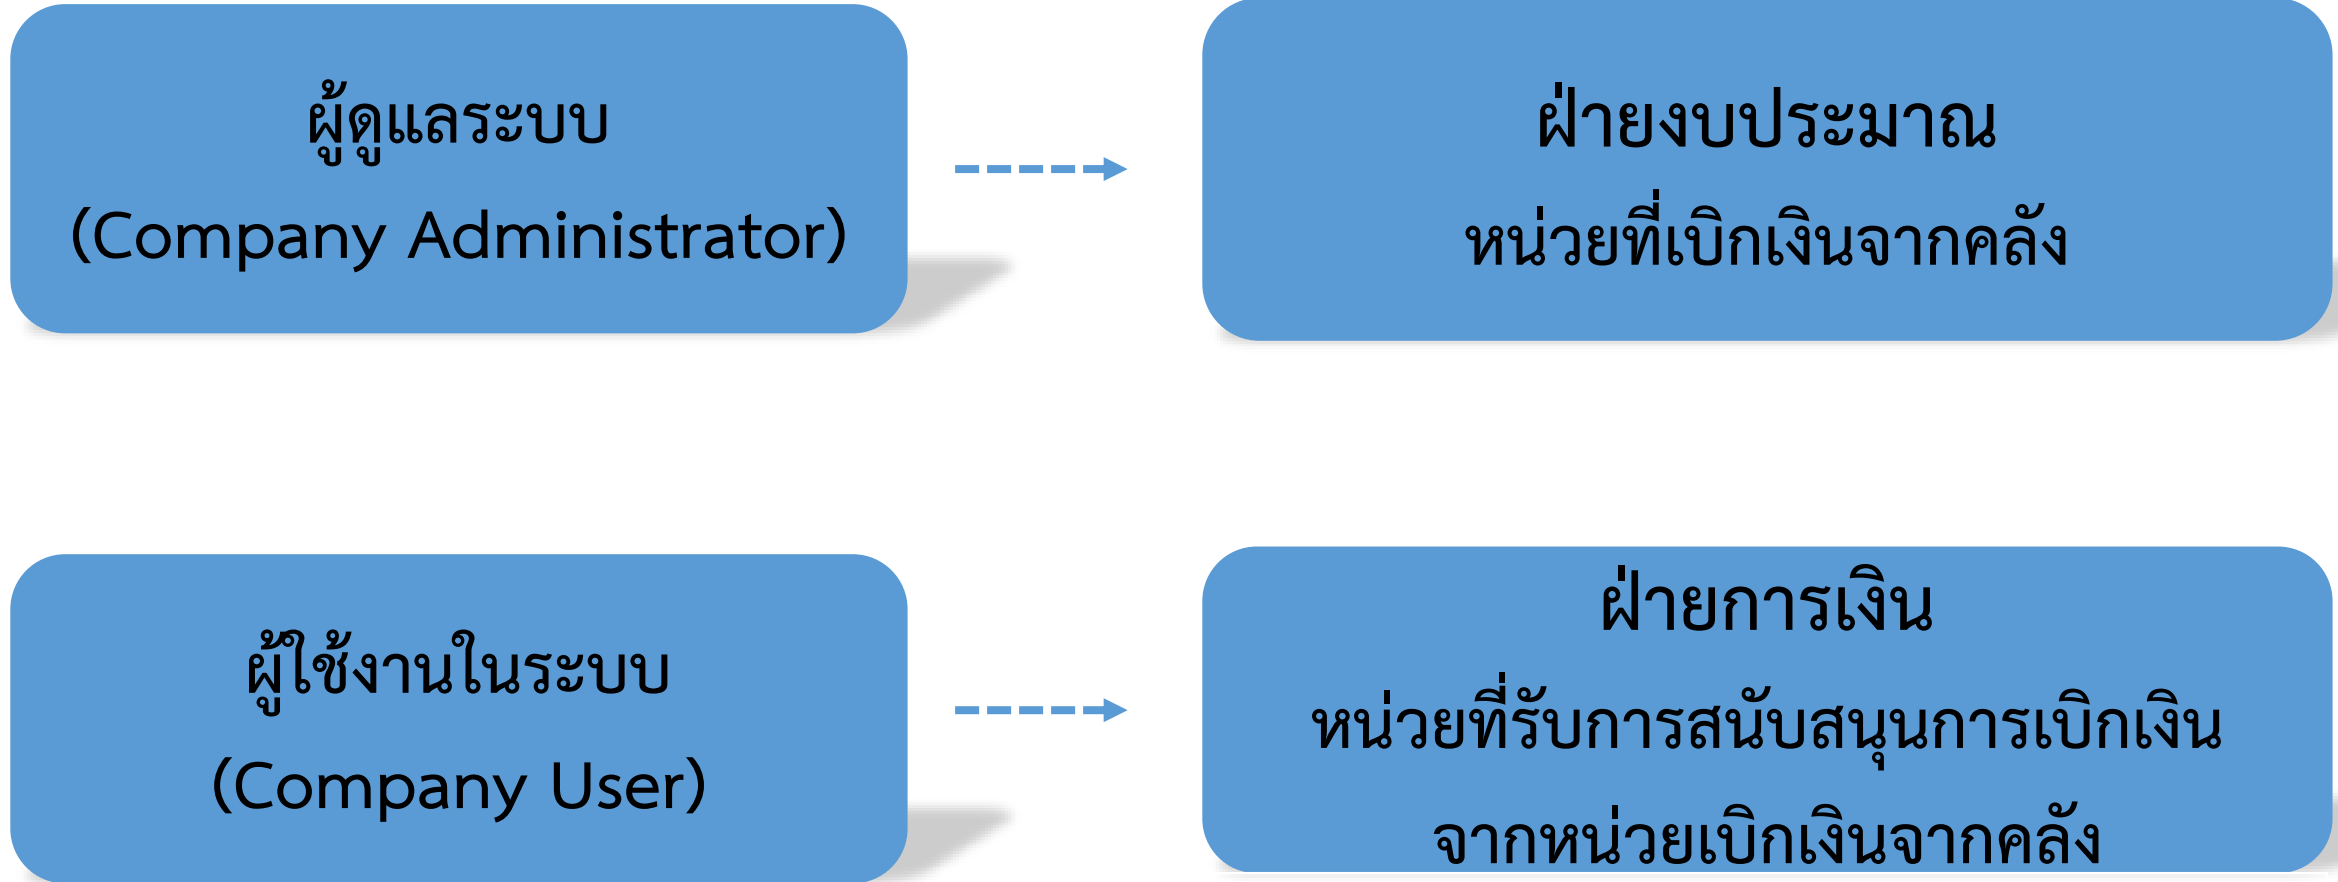 ผู้ดูแลระบบ
(Company Administrator)
ฝ่ายงบประมาณ
หน่วยที่เบิกเงินจากคลัง
ผู้ใช้งานในระบบ
(Company User)
ฝ่ายการเงิน
หน่วยที่รับการสนับสนุนการเบิกเงิน
จากหน่วยเบิกเงินจากคลัง